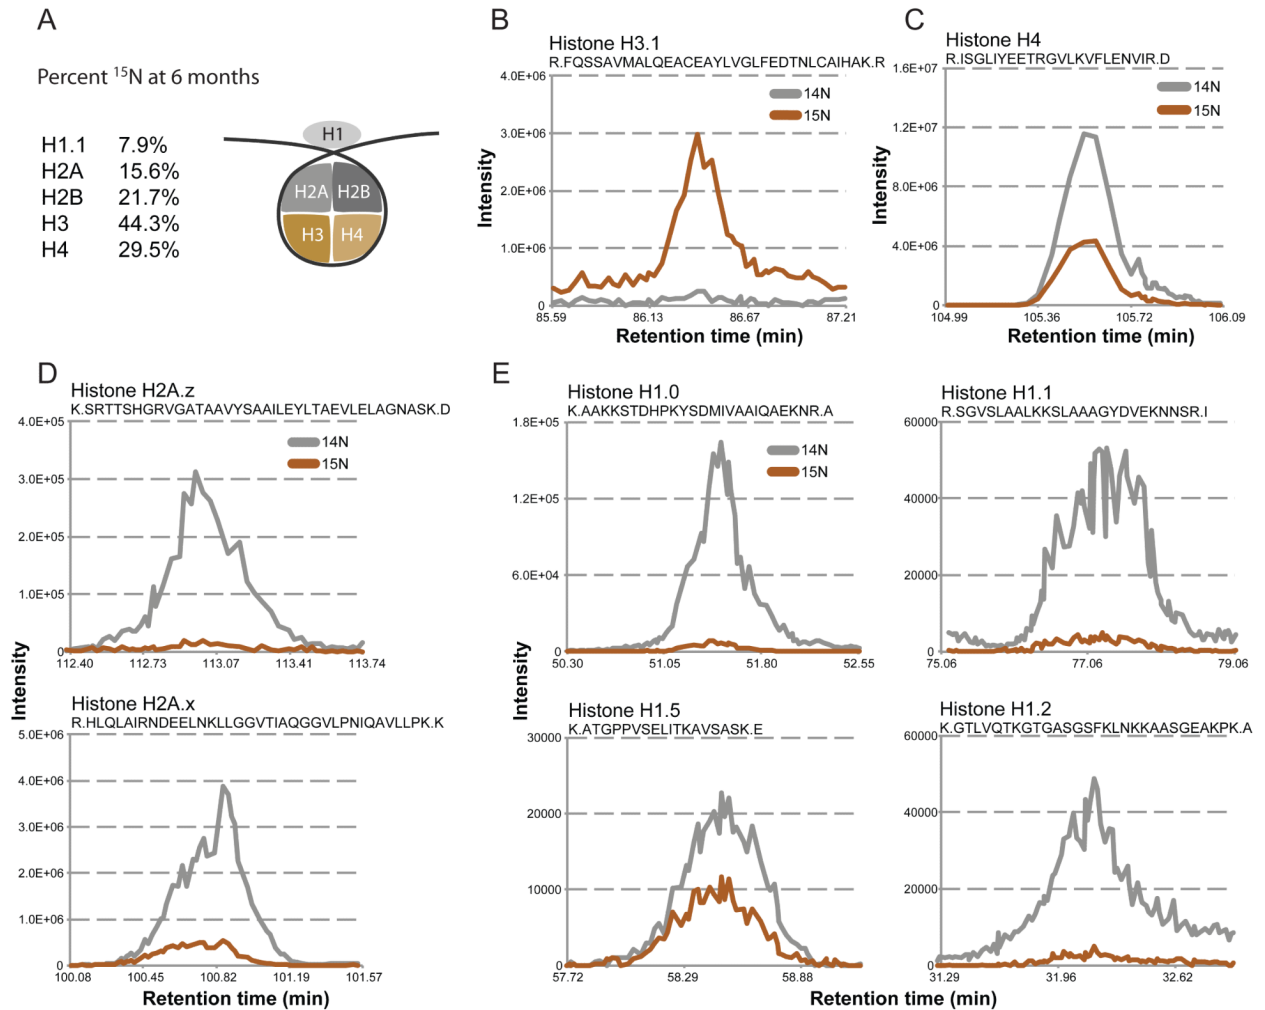 A
Percent 15N at 6 months
H1.1 7.9%
H2A 15.6%
H2B 21.7%
H3 44.3%
H4 29.5%
H1
H2A H2B
H3 H4
B
Histone H3.1
R.FQSSAVMALQEACEAYLVGLFEDTNLCAIHAK.R
4.0E+06
3.0E+06
2.0E+06
1.0E+06
0
14N
15N
Intensity
85.59 86.13 86.67 87.21
Retention time (min)
C
Histone H4
R.ISGLIYEETRGVLKVFLENVIR.D
1.6E+07
1.2E+07
8.0E+06
4.0E+06
0
14N
15N
Intensity
104.99 105.36 105.72 106.09
Retention time (min)
D
Histone H2A.z
K.SRTTSHGRVGATAAVYSAAILEYLTAEVLELAGNASK.D
4.0E+05
3.0E+05
2.0E+05
1.0E+05
0
14N
15N
112.40 112.73 113.07 113.41 113.74
Intensity
Histone H2A.x
R.HLQLAIRNDEELNKLLGGVTIAQGGVLPNIQAVLLPK.K
5.0E+06
4.0E+06
3.0E+06
2.0E+06
1.0E+06
0
100.08 100.45 100.82 101.19 101.57
Retention time (min)
E
Histone H1.0
K.AAKKSTDHPKYSDMIVAAIQAEKNR.A
1.8E+05
1.2E+05
6.0E+04
0
14N
15N
50.30 51.05 51.80 52.55
Histone H1.1
R.SGVSLAALKKSLAAAGYDVEKNNSR.I
60000
40000
20000
0
75.06 77.06 79.06
Intensity
Histone H1.5
K.ATGPPVSELITKAVSASK.E
30000
20000
10000
0
57.72 58.29 58.88
Histone H1.2
K.GTLVQTKGTGASGSFKLNKKAASGEAKPK.A
60000
40000
20000
0
31.29 31.96 32.62
Retention time (min)